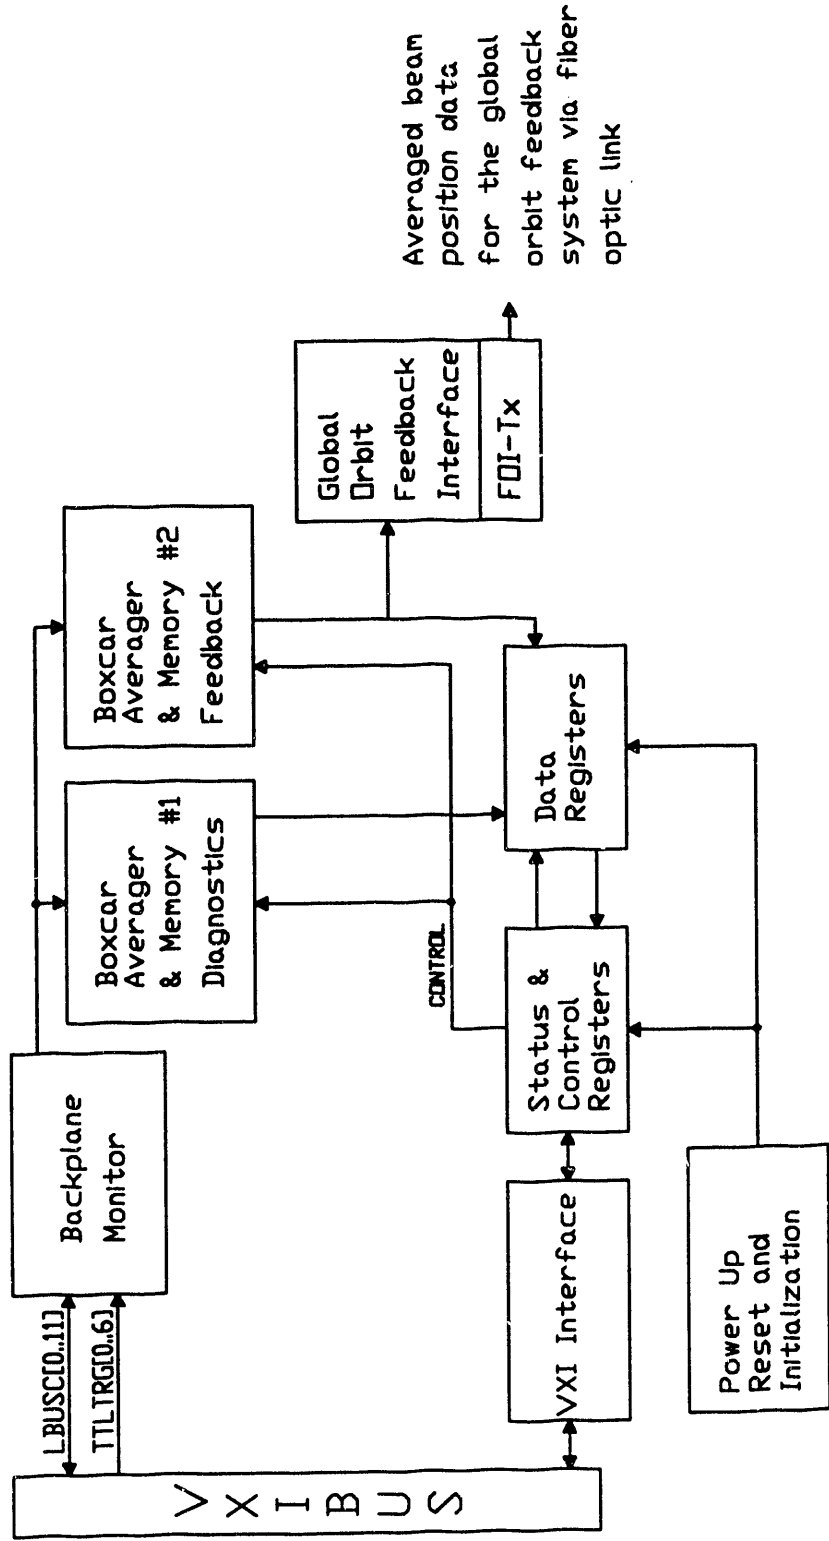 VXIBUS
LBUSC[0..11]
TTLTRG[0..6]
Backplane
Monitor
Boxcar
Averager
& Memory #1
Diagnostics
Boxcar
Averager
& Memory #2
Feedback
Global
Orbit
Feedback
Interface
FOI-Tx
Averaged beam
position data
for the global
orbit feedback
system via fiber
optic link
CONTROL
VXI Interface
Status &
Control
Registers
Data
Registers
Power Up
Reset and
Initialization